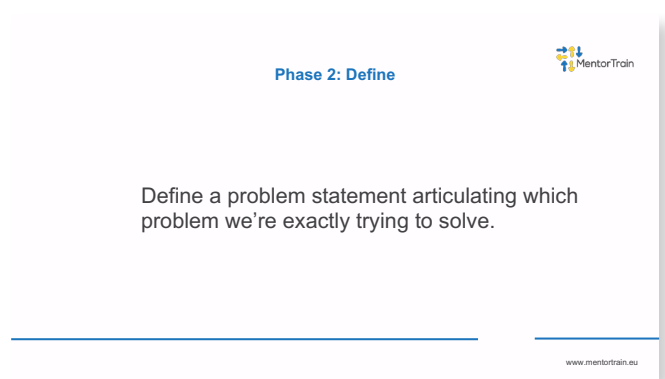 Phase 2: Define
MentorTrain
Define a problem statement articulating which
problem we're exactly trying to solve.
www.mentortrain.eu